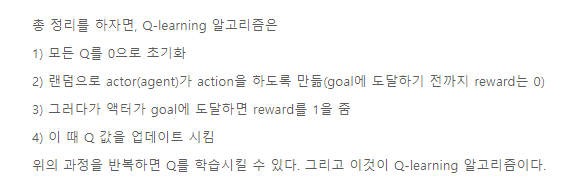 총 정리를 하자면, Q-learning 알고리즘은
1) 모든 Q를 0으로 초기화
2) 랜덤으로 actor(agent)가 action을 하도록 만듦(goal에 도달하기 전까지 reward는 0)
3) 그러다가 액터가 goal에 도달하면 reward를 1을 줌
4) 이 때 Q 값을 업데이트 시킴
위의 과정을 반복하면 Q를 학습시킬 수 있다. 그리고 이것이 Q-learning 알고리즘이다.